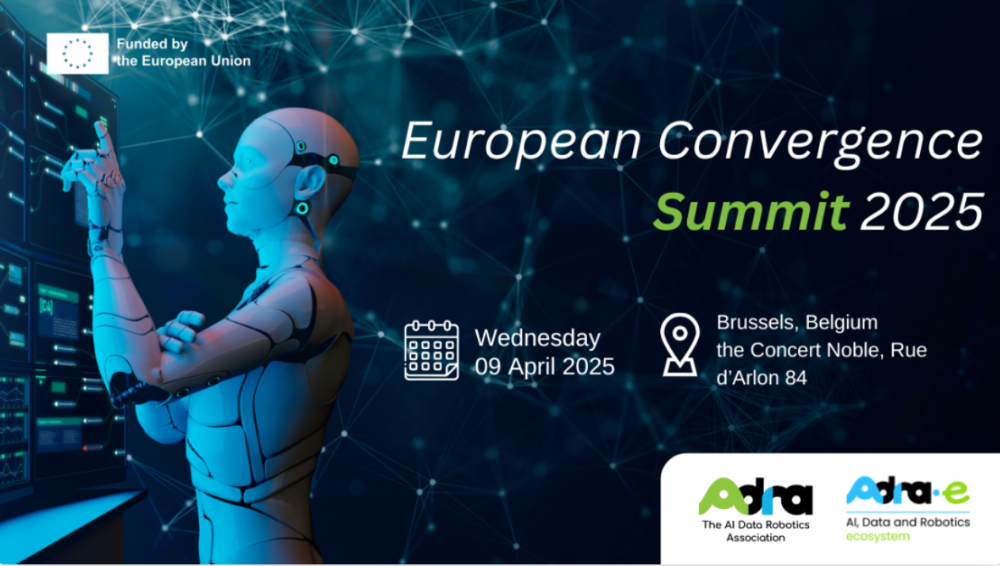 Funded by
the European Union
European Convergence
Summit 2025
Wednesday
09 April 2025
Brussels, Belgium
the Concert Noble, Rue
d'Arlon 84
[C4]
Adra
The AI Data Robotics
Association
Adra-e
AI, Data and Robotics
ecosystem